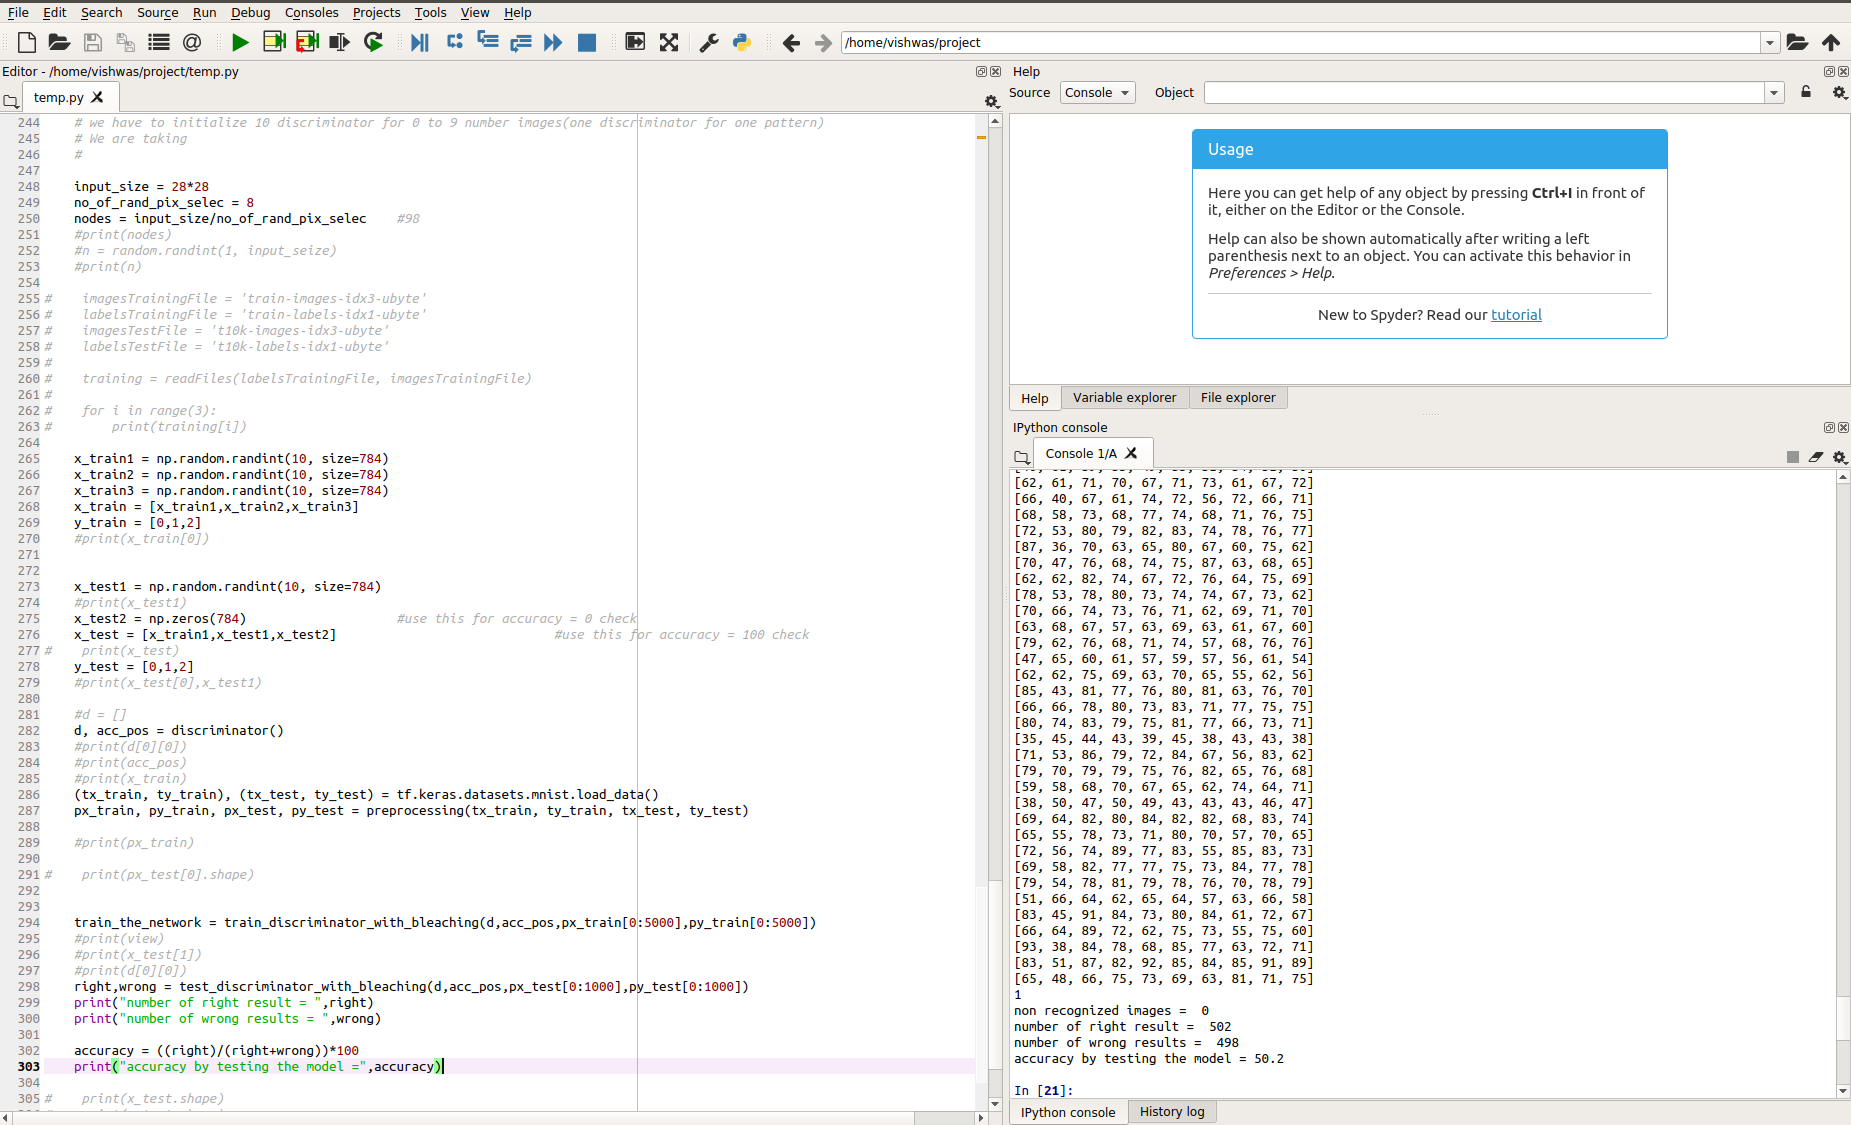 File Edit Search Source Run Debug Consoles Projects Tools View Help
/home/vishwas/project
Editor - /home/vishwas/project/temp.py
temp.py
244 # we have to initialize 10 discriminator for 0 to 9 number images(one discriminator for one pattern)
245 # We are taking
246 #
247
248 input_size = 28*28
249 no_of_rand_pix_selec = 8
250 nodes = input_size/no_of_rand_pix_selec #98
251 #print(nodes)
252 #n = random.randint(1, input_seize)
253 #print(n)
254
255 # imagesTrainingFile = 'train-images-idx3-ubyte'
256 # labelsTrainingFile = 'train-labels-idx1-ubyte'
257 # imagesTestFile = 't10k-images-idx3-ubyte'
258 # labelsTestFile = 't10k-labels-idx1-ubyte'
259 #
260 # training = readFiles(labelsTrainingFile, imagesTrainingFile)
261 #
262 # for i in range(3):
263 # print(training[i])
264
265 x_train1 = np.random.randint(10, size=784)
266 x_train2 = np.random.randint(10, size=784)
267 x_train3 = np.random.randint(10, size=784)
268 x_train = [x_train1,x_train2,x_train3]
269 y_train = [0,1,2]
270 #print(x_train[0])
271
272
273 x_test1 = np.random.randint(10, size=784)
274 #print(x_test1)
275 x_test2 = np.zeros(784) #use this for accuracy = 0 check
276 x_test = [x_train1,x_test1,x_test2] #use this for accuracy = 100 check
277 # print(x_test)
278 y_test = [0,1,2]
279 #print(x_test[0],x_test1)
280
281 #d = []
282 d, acc_pos = discriminator()
283 #print(d[0][0])
284 #print(acc_pos)
285 #print(x_train)
286 (tx_train, ty_train), (tx_test, ty_test) = tf.keras.datasets.mnist.load_data()
287 px_train, py_train, px_test, py_test = preprocessing(tx_train, ty_train, tx_test, ty_test)
288
289 #print(px_train)
290
291 # print(px_test[0].shape)
292
293
294 train_the_network = train_discriminator_with_bleaching(d,acc_pos,px_train[0:5000],py_train[0:5000])
295 #print(view)
296 #print(x_test[1])
297 #print(d[0][0])
298 right,wrong = test_discriminator_with_bleaching(d,acc_pos,px_test[0:1000],py_test[0:1000])
299 print("number of right result = ",right)
300 print("number of wrong results = ",wrong)
301
302 accuracy = ((right)/(right+wrong))*100
303 print("accuracy by testing the model =",accuracy)
304
305 # print(x_test.shape)
Help
Source Console Object
Usage
Here you can get help of any object by pressing Ctrl+I in front of
it, either on the Editor or the Console.
Help can also be shown automatically after writing a left
parenthesis next to an object. You can activate this behavior in
Preferences > Help.
New to Spyder? Read our tutorial
Help Variable explorer File explorer
IPython console
Console 1/A
[62, 61, 71, 70, 67, 71, 73, 61, 67, 72]
[66, 40, 67, 61, 74, 72, 56, 72, 66, 71]
[68, 58, 73, 68, 77, 74, 68, 71, 76, 75]
[72, 53, 80, 79, 82, 83, 74, 78, 76, 77]
[87, 36, 70, 63, 65, 80, 67, 60, 75, 62]
[70, 47, 76, 68, 74, 75, 87, 63, 68, 65]
[62, 62, 82, 74, 67, 72, 76, 64, 75, 69]
[78, 53, 78, 80, 73, 74, 74, 67, 73, 62]
[70, 66, 74, 73, 76, 71, 62, 69, 71, 70]
[63, 68, 67, 57, 63, 69, 63, 61, 67, 60]
[79, 62, 76, 68, 71, 74, 57, 68, 76, 76]
[47, 65, 60, 61, 57, 59, 57, 56, 61, 54]
[62, 62, 75, 69, 63, 70, 65, 55, 62, 56]
[85, 43, 81, 77, 76, 80, 81, 63, 76, 70]
[66, 66, 78, 80, 73, 83, 71, 77, 75, 75]
[80, 74, 83, 79, 75, 81, 77, 66, 73, 71]
[35, 45, 44, 43, 39, 45, 38, 43, 43, 38]
[71, 53, 86, 79, 72, 84, 67, 56, 83, 62]
[79, 70, 79, 79, 75, 76, 82, 65, 76, 68]
[59, 58, 68, 70, 67, 65, 62, 74, 64, 71]
[38, 50, 47, 50, 49, 43, 43, 43, 46, 47]
[69, 64, 82, 80, 84, 82, 82, 68, 83, 74]
[65, 55, 78, 73, 71, 80, 70, 57, 70, 65]
[72, 56, 74, 89, 77, 83, 55, 85, 83, 73]
[69, 58, 82, 77, 77, 75, 73, 84, 77, 78]
[79, 54, 78, 81, 79, 78, 76, 70, 78, 79]
[51, 66, 64, 62, 65, 64, 57, 63, 66, 58]
[83, 45, 91, 84, 73, 80, 84, 61, 72, 67]
[66, 64, 89, 72, 62, 75, 73, 55, 75, 60]
[93, 38, 84, 78, 68, 85, 77, 63, 72, 71]
[83, 51, 87, 82, 92, 85, 84, 85, 91, 89]
[65, 48, 66, 75, 73, 69, 63, 81, 71, 75]
1
non recognized images = 0
number of right result = 502
number of wrong results = 498
accuracy by testing the model = 50.2
In [21]:
IPython console History log